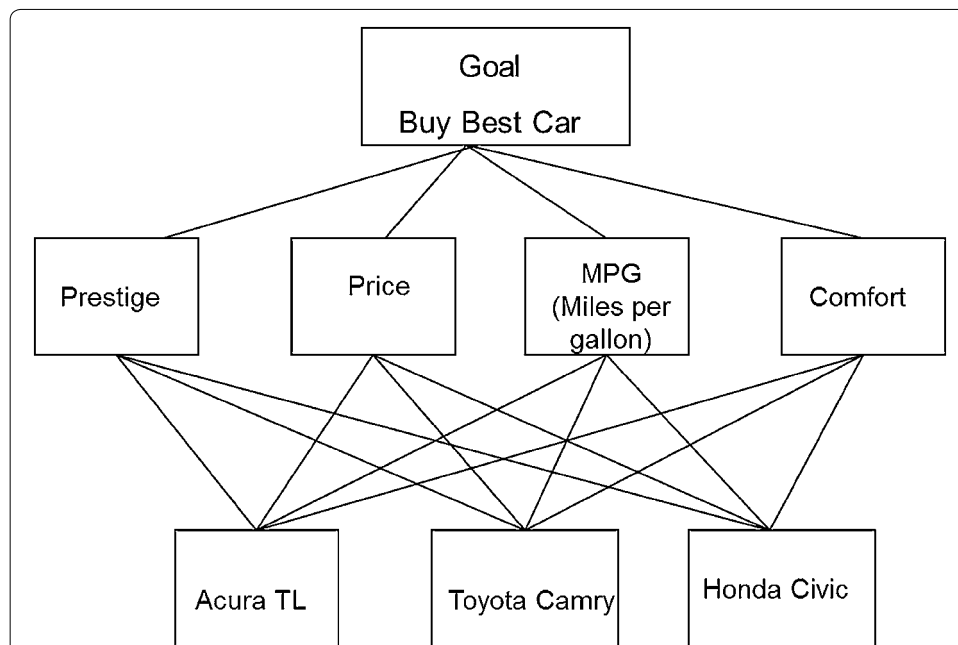 Goal
Buy Best Car
Prestige
Price
MPG
(Miles per
gallon)
Comfort
Acura TL
Toyota Camry
Honda Civic